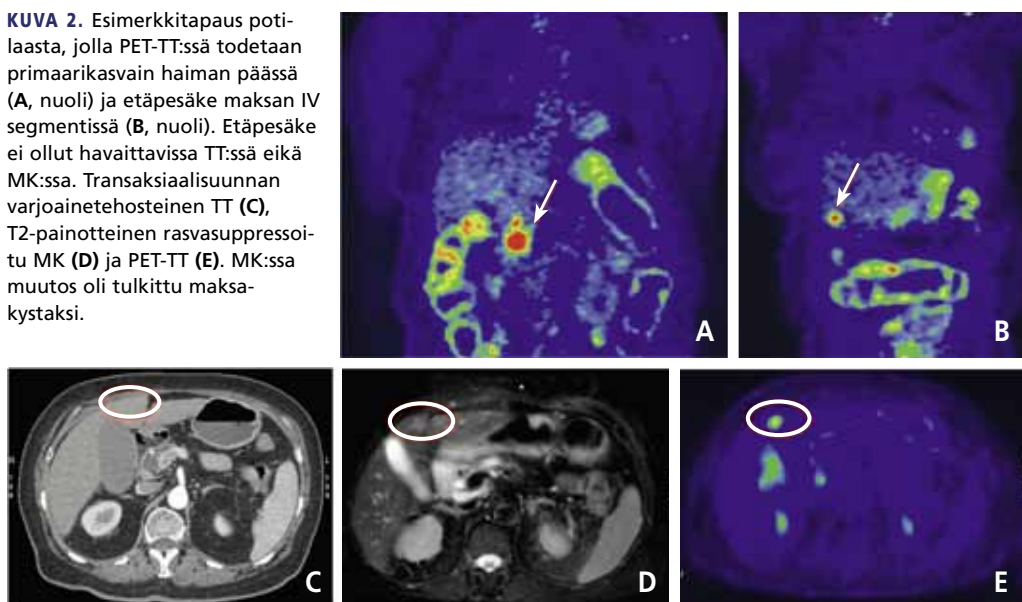 KUVA 2. Esimerkkitapaus poti-
laasta, jolla PET-TT:ssä todetaan
primaarikasvain haiman päässä
(A, nuoli) ja etäpesäke maksan IV
segmentissä (B, nuoli). Etäpesäke
ei ollut havaittavissa TT:ssä eikä
MK:ssa. Transaksiaalisuunnan
varjoainetehosteinen TT (C),
T2-painotteinen rasvasuppressoi-
tu MK (D) ja PET-TT (E). MK:ssa
muutos oli tulkittu maksa-
kystaksi.
A
B
C
D
E